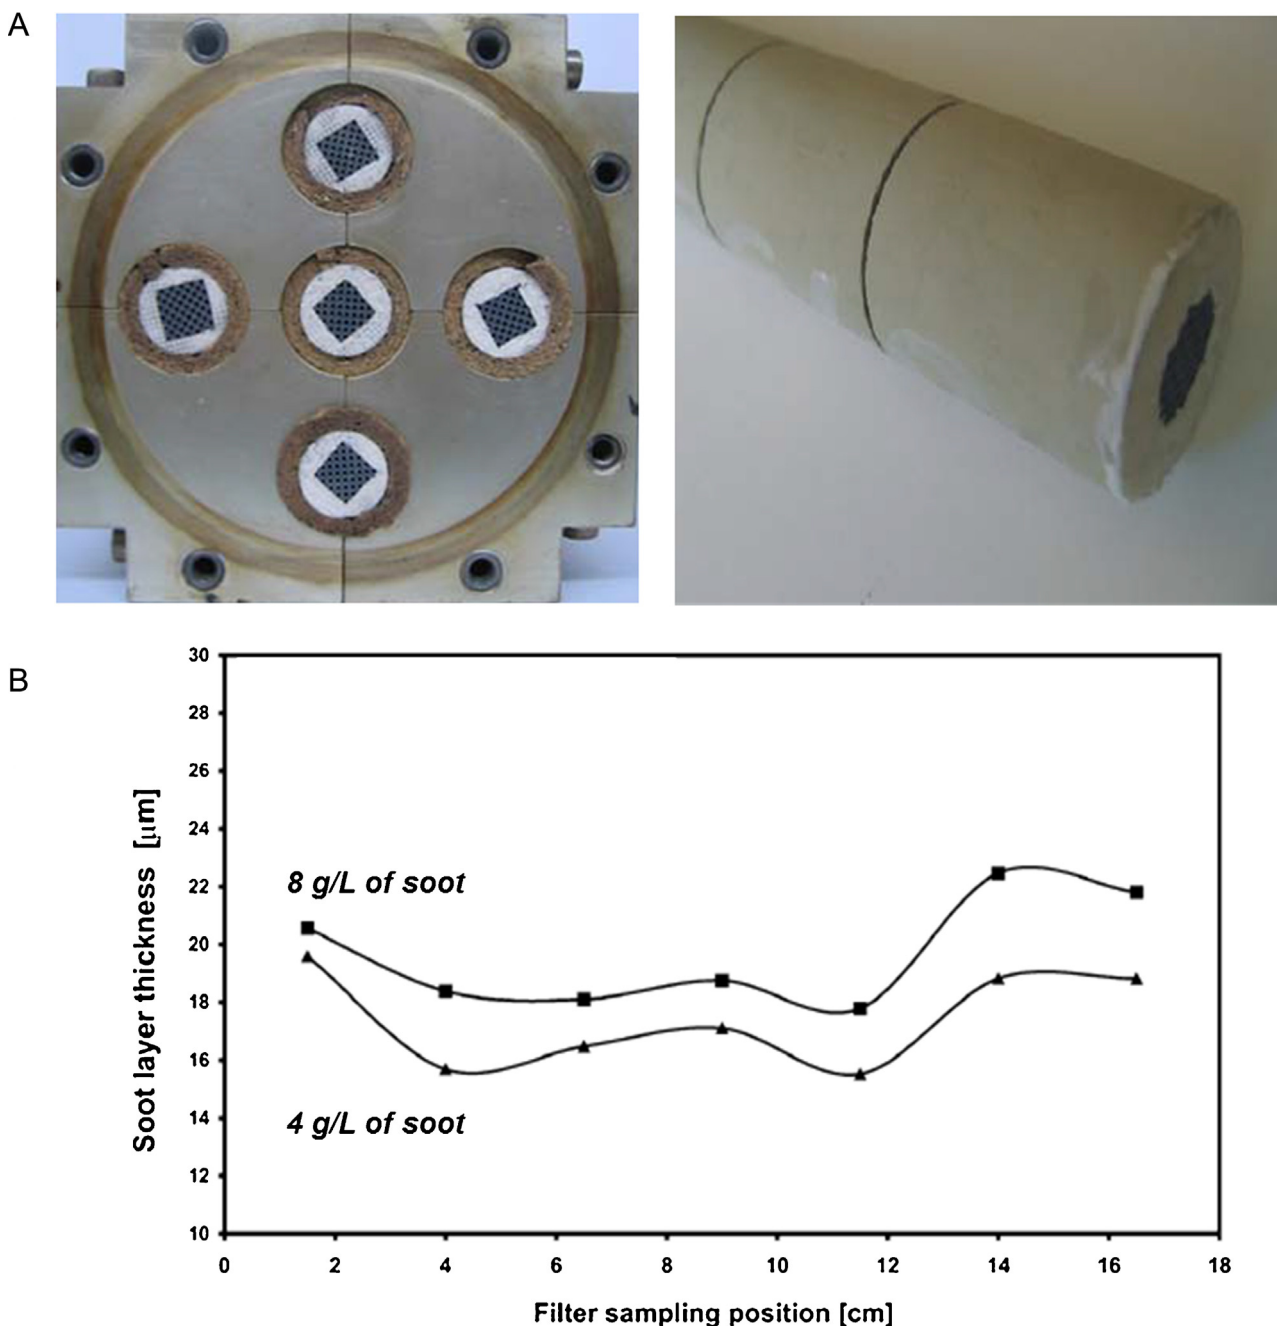 A
B
30
28
26
24
22
20
18
16
14
12
10
Soot layer thickness [μm]
8 g/L of soot
4 g/L of soot
0 2 4 6 8 10 12 14 16 18
Filter sampling position [cm]